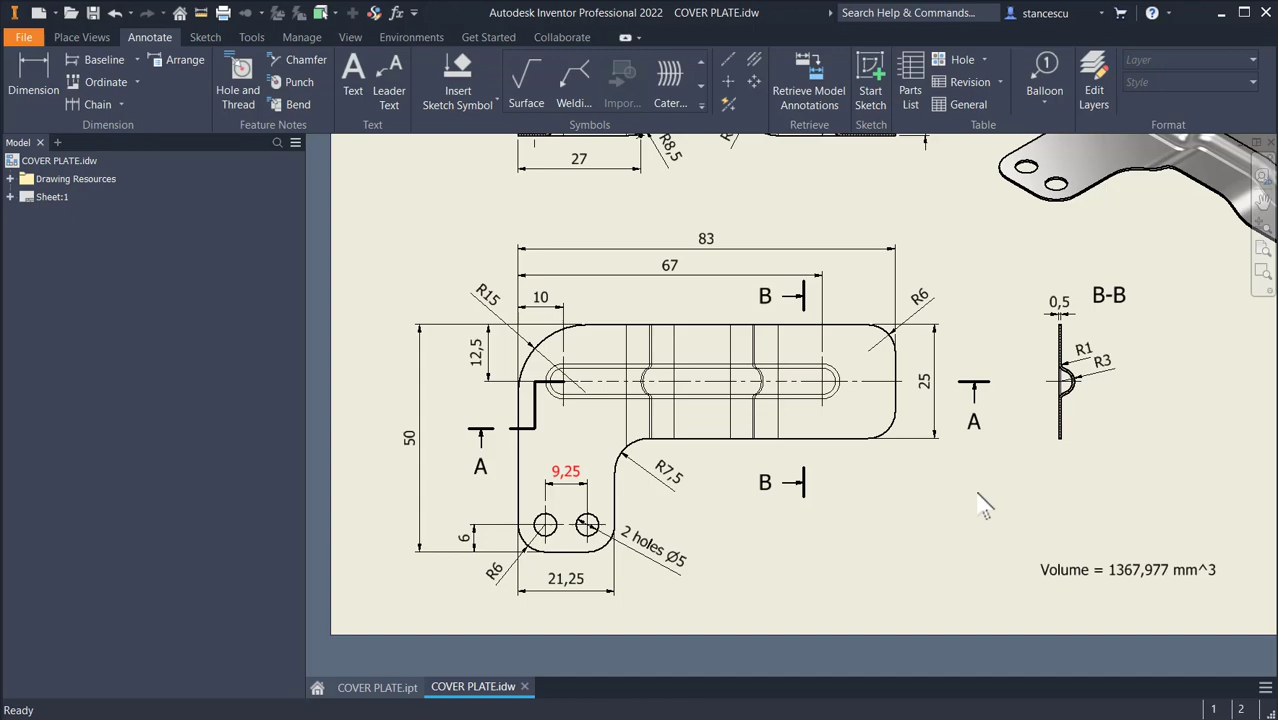 Autodesk Inventor Professional 2022 COVER PLATE.idw
Search Help & Commands...
stancescu
File Place Views Annotate Sketch Tools Manage View Environments Get Started Collaborate
Dimension
Baseline
Ordinate
Chain
Arrange
Dimension
Hole and Thread
Chamfer
Punch
Bend
Feature Notes
Text
Leader Text
Text
Insert Sketch Symbol
Surface
Weldi...
Impor...
Cater...
Symbols
Retrieve Model Annotations
Retrieve
Start Sketch
Sketch
Parts List
Hole
Revision
General
Table
Balloon
1
Edit Layers
Layer
Style
Format
Model
COVER PLATE.idw
Drawing Resources
Sheet:1
27
R8,5
83
67
10
R15
B
R6
12,5
25
50
A
A
9,25
R7,5
B
6
2 holes Ø5
R6
21,25
0,5
B-B
R1
R3
Volume = 1367,977 mm^3
COVER PLATE.ipt COVER PLATE.idw
Ready
1 2